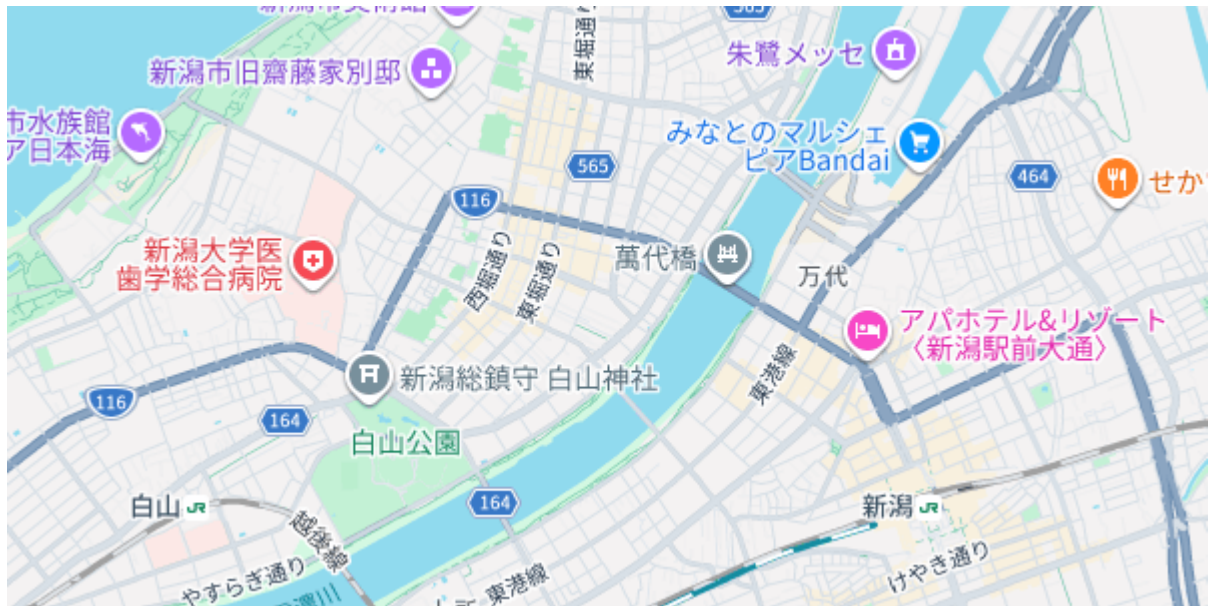 565
朱鷺メッセ
新潟市旧齋藤家別邸
東堀通り
市水族館
ア日本海
みなとのマルシェ
ピアBandai
565
464
せか
116
新潟大学医
歯学総合病院
西堀通り
東堀通り
萬代橋
万代
アパホテル&リゾート
〈新潟駅前大通〉
東港線
新潟総鎮守 白山神社
116
164
白山公園
白山 JR
164
新潟 JR
越後線
やすらぎ通り
東港線
けやき通り